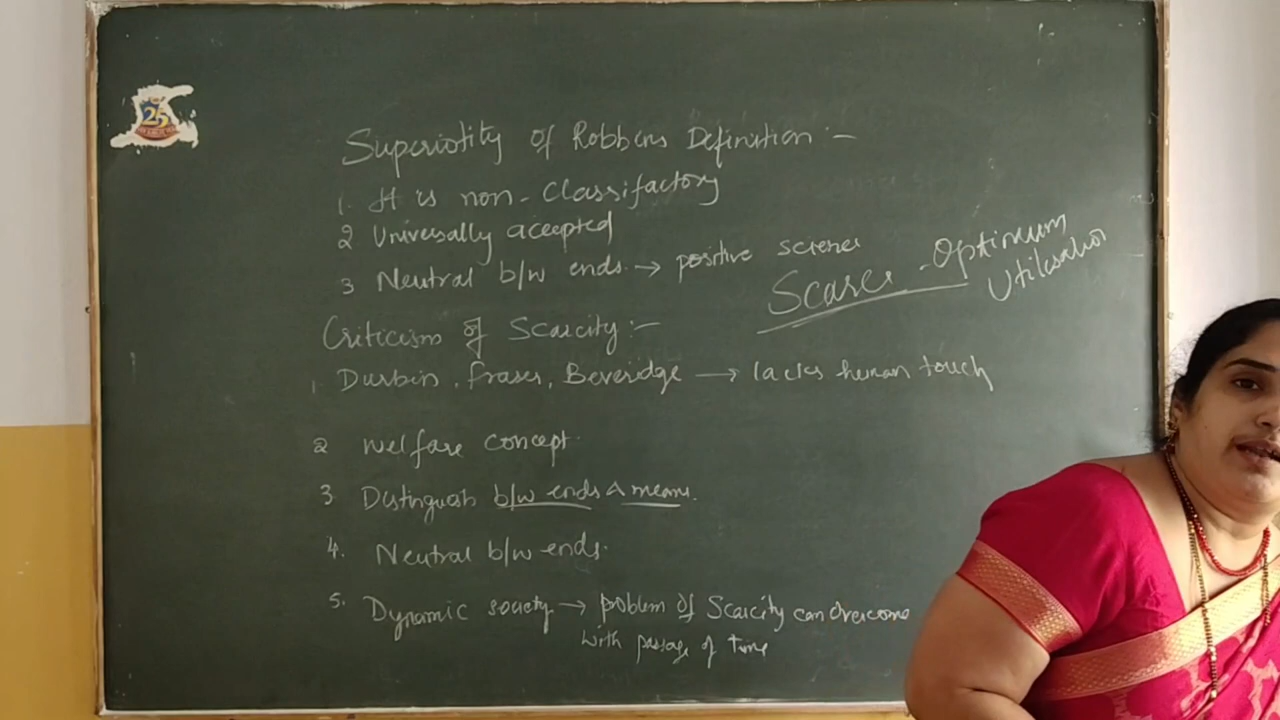 25
Superiotity of Robbins Definition :-
1. It is non-Classifactory
2 Universally accepted
3 Neutral b/w ends → positive science
Scarce - Optimum
Utilisation
Criticism of Scarcity :-
1 Durbin, Fraser, Beveridge → lacks human touch
2 Welfare concept.
3. Distinguish b/w ends & means.
4. Neutral b/w ends.
5. Dynamic society → problem of Scarcity can overcome
with passage of time